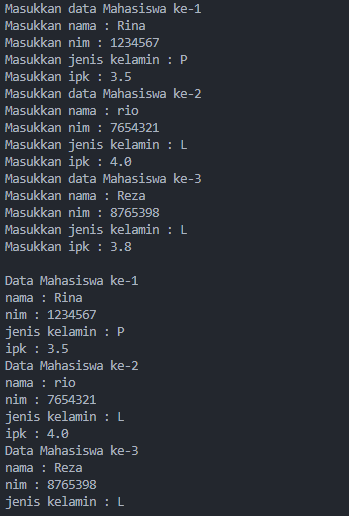 Masukkan data Mahasiswa ke-1
Masukkan nama : Rina
Masukkan nim : 1234567
Masukkan jenis kelamin : P
Masukkan ipk : 3.5
Masukkan data Mahasiswa ke-2
Masukkan nama : rio
Masukkan nim : 7654321
Masukkan jenis kelamin : L
Masukkan ipk : 4.0
Masukkan data Mahasiswa ke-3
Masukkan nama : Reza
Masukkan nim : 8765398
Masukkan jenis kelamin : L
Masukkan ipk : 3.8

Data Mahasiswa ke-1
nama : Rina
nim : 1234567
jenis kelamin : P
ipk : 3.5
Data Mahasiswa ke-2
nama : rio
nim : 7654321
jenis kelamin : L
ipk : 4.0
Data Mahasiswa ke-3
nama : Reza
nim : 8765398
jenis kelamin : L